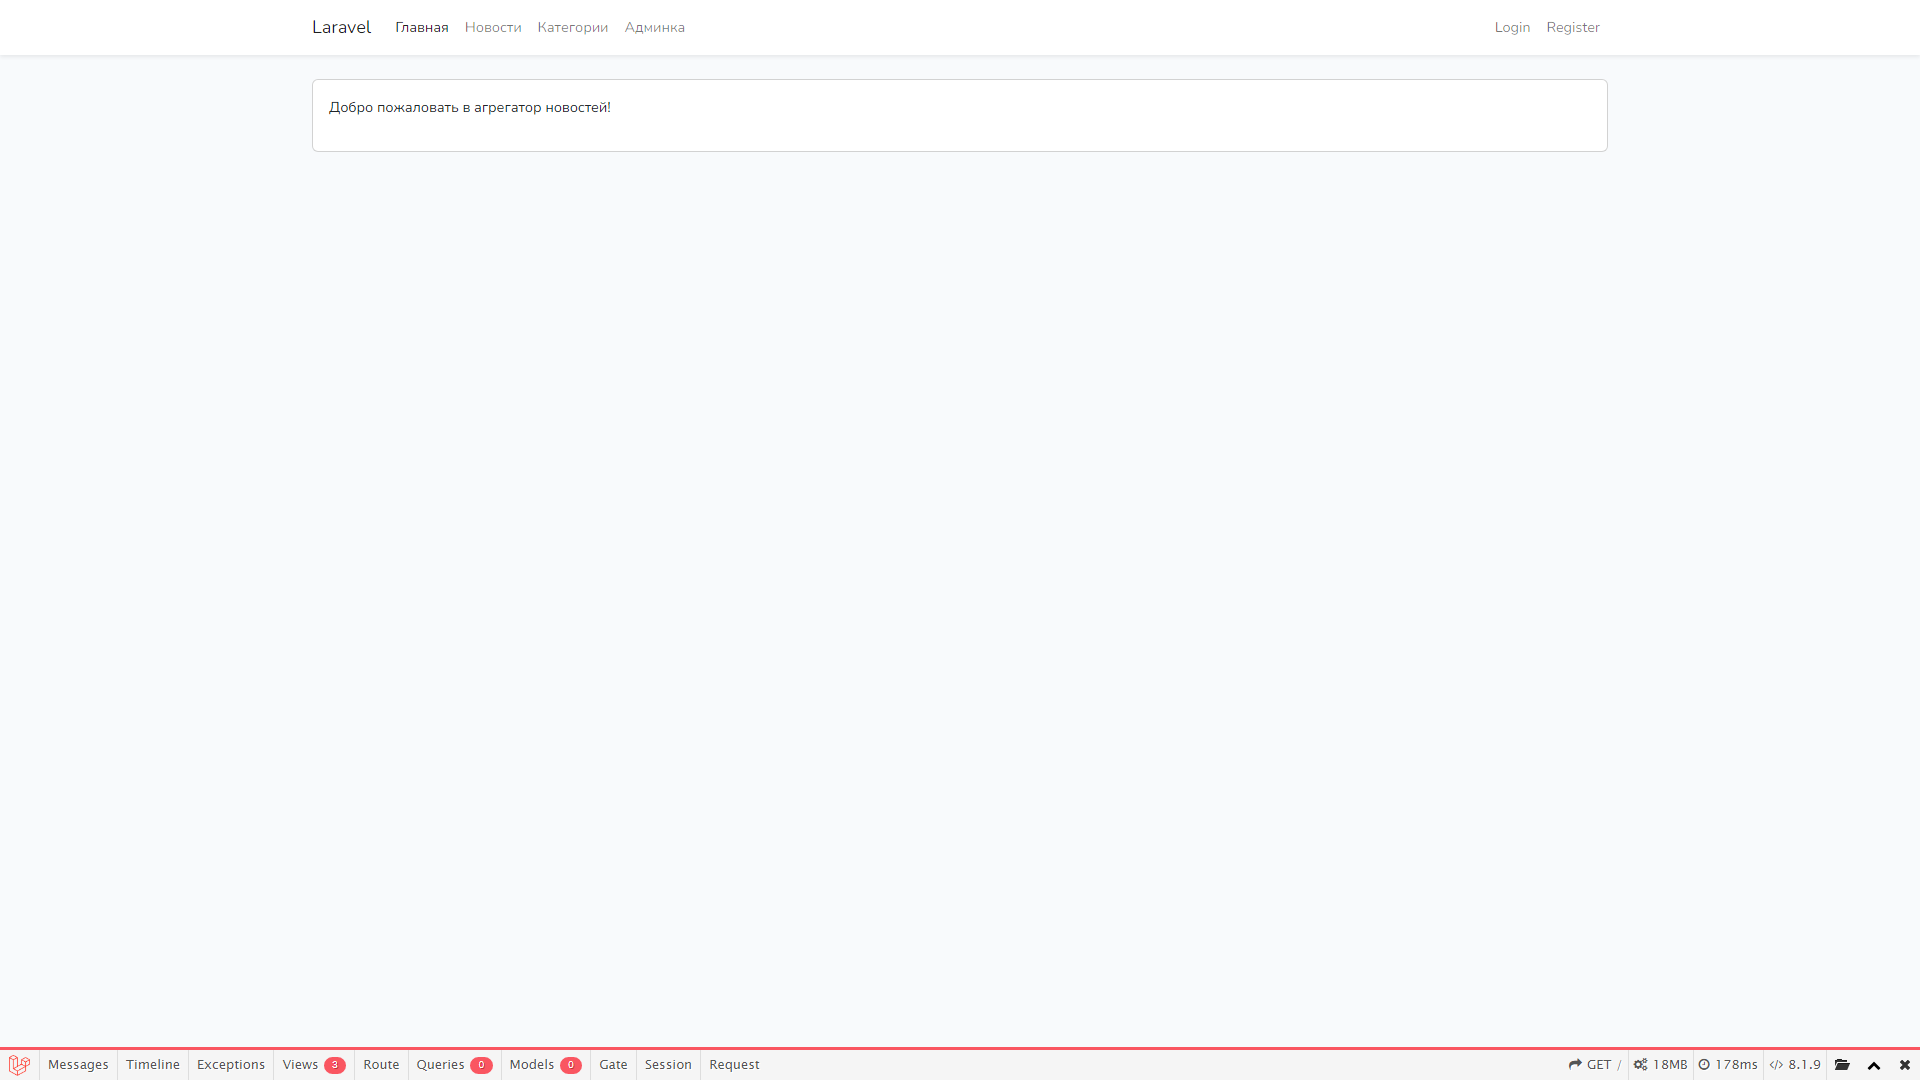 Laravel Главная Новости Категории Админка Login Register
Добро пожаловать в агрегатор новостей!
Messages Timeline Exceptions Views 3 Route Queries 0 Models 0 Gate Session Request GET / 18MB 178ms </> 8.1.9